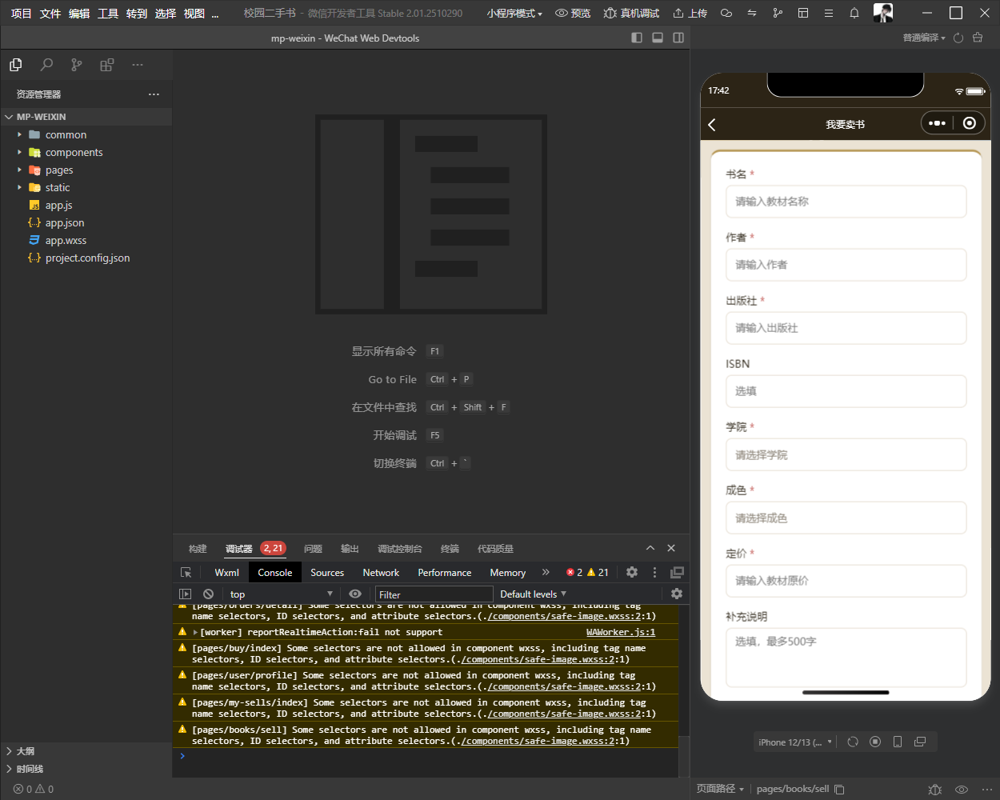 项目 文件 编辑 工具 转到 选择 视图 ... 校园二手书 - 微信开发者工具 Stable 2.01.2510290 小程序模式 预览 真机调试 上传
mp-weixin - WeChat Web Devtools
普通编译
资源管理器
MP-WEIXIN
common
components
pages
static
app.js
app.json
app.wxss
project.config.json
大纲
时间线
0 0
显示所有命令 F1
Go to File Ctrl + P
在文件中查找 Ctrl + Shift + F
开始调试 F5
切换终端 Ctrl + `
构建 调试器 2, 21 问题 输出 调试控制台 终端 代码质量
Wxml Console Sources Network Performance Memory 2 21
top Filter Default levels
[pages/orders/detail] Some selectors are not allowed in component wxss, including tag
name selectors, ID selectors, and attribute selectors.(./components/safe-image.wxss:2:1)
[worker] reportRealtimeAction:fail not support WAWorker.js:1
[pages/buy/index] Some selectors are not allowed in component wxss, including tag
name selectors, ID selectors, and attribute selectors.(./components/safe-image.wxss:2:1)
[pages/user/profile] Some selectors are not allowed in component wxss, including tag
name selectors, ID selectors, and attribute selectors.(./components/safe-image.wxss:2:1)
[pages/my-sells/index] Some selectors are not allowed in component wxss, including tag
name selectors, ID selectors, and attribute selectors.(./components/safe-image.wxss:2:1)
[pages/books/sell] Some selectors are not allowed in component wxss, including tag name
selectors, ID selectors, and attribute selectors.(./components/safe-image.wxss:2:1)
17:42
我要卖书
书名 *
请输入教材名称
作者 *
请输入作者
出版社 *
请输入出版社
ISBN
选填
学院 *
请选择学院
成色 *
请选择成色
定价 *
请输入教材原价
补充说明
选填，最多500字
iPhone 12/13 (...
页面路径 pages/books/sell